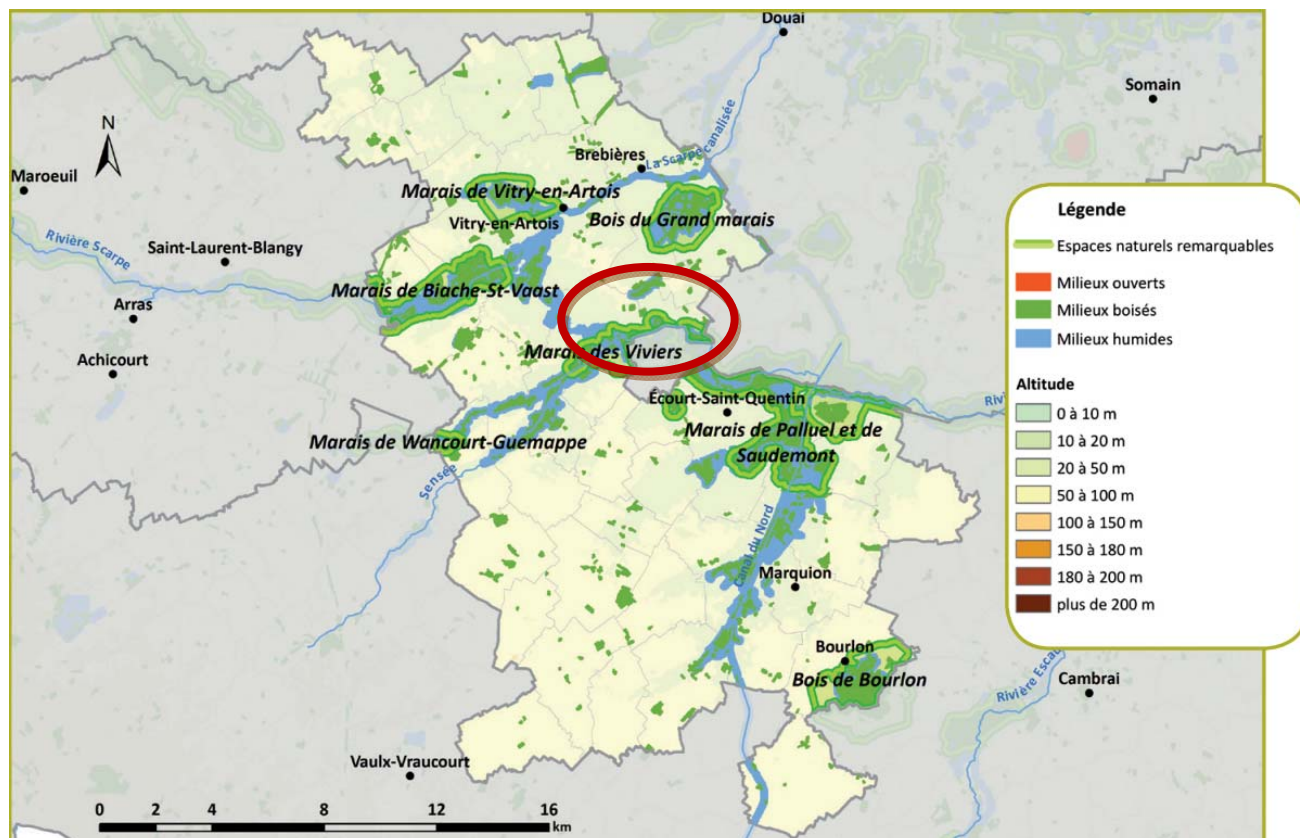 Douai
Somain
N
La Scarpe canalisée
Brebières
Maroeuil
Marais de Vitry-en-Artois
Vitry-en-Artois
Bois du Grand marais
Rivière Scarpe
Saint-Laurent-Blangy
Marais de Biache-St-Vaast
Arras
Achicourt
Marais des Viviers
Écourt-Saint-Quentin
Marais de Palluel et de
Saudemont
Marais de Wancourt-Guemappe
Sensée
Canal du Nord
Marquion
Bourlon
Bois de Bourlon
Cambrai
Vaulx-Vraucourt
Légende
Espaces naturels remarquables
Milieux ouverts
Milieux boisés
Milieux humides
Altitude
0 à 10 m
10 à 20 m
20 à 50 m
50 à 100 m
100 à 150 m
150 à 180 m
180 à 200 m
plus de 200 m
Rivière
0 2 4 8 12 16
km